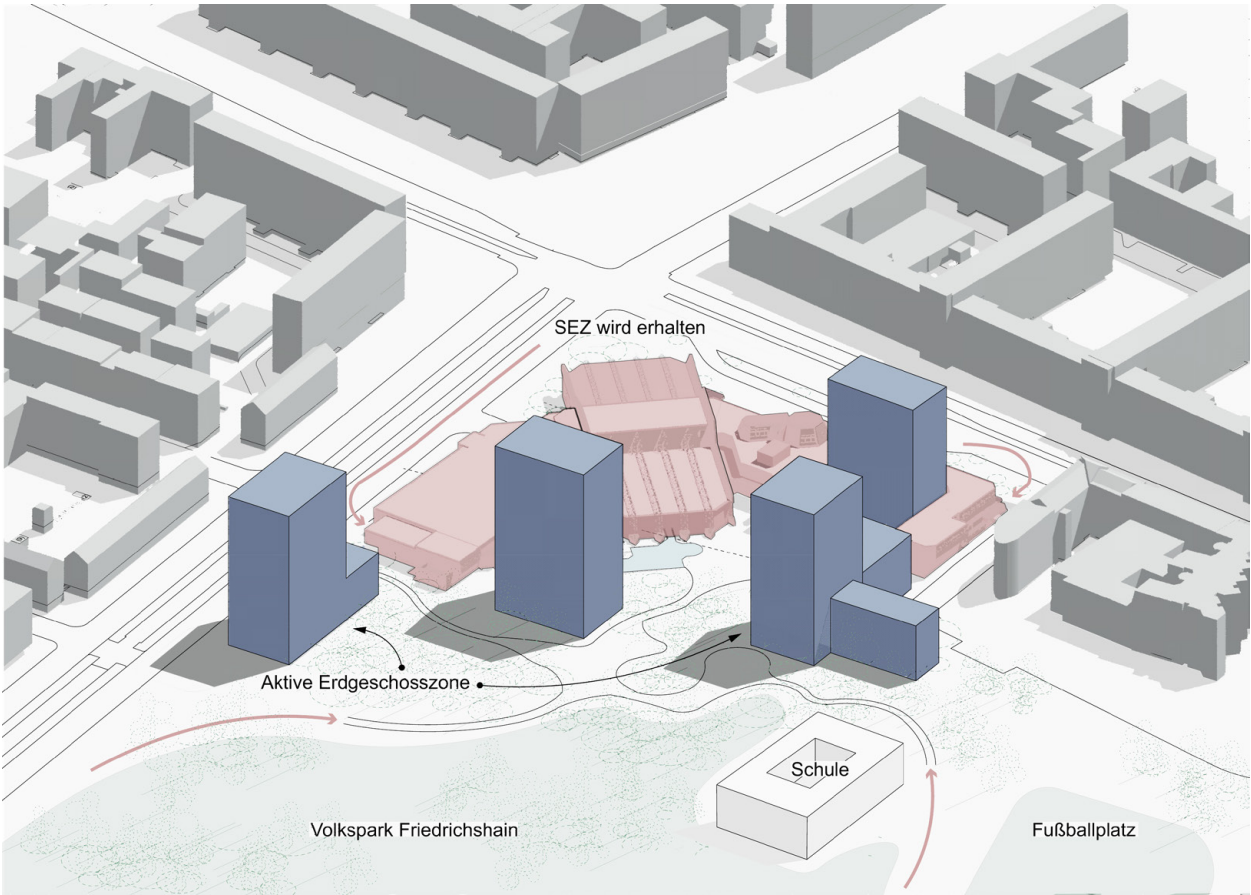 SEZ wird erhalten
Aktive Erdgeschosszone
Schule
Volkspark Friedrichshain
Fußballplatz